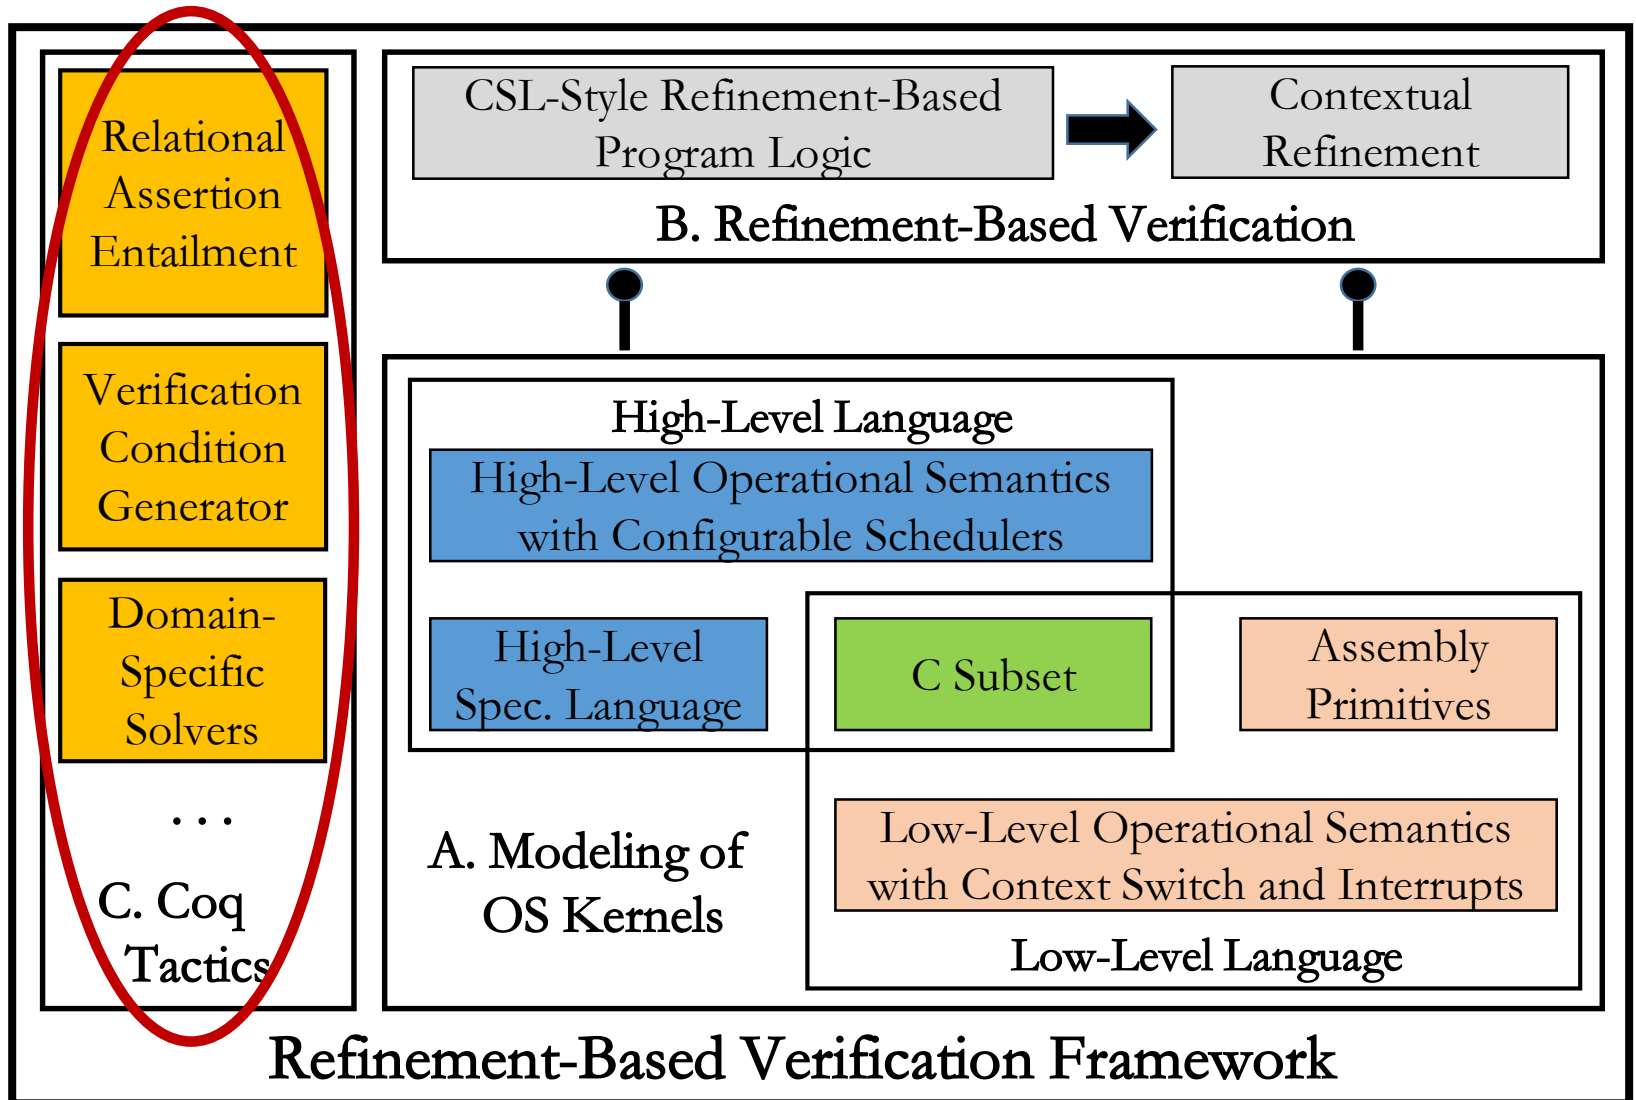 Relational
Assertion
Entailment
Verification
Condition
Generator
Domain-
Specific
Solvers
...
C. Coq
Tactics
CSL-Style Refinement-Based
Program Logic
Contextual
Refinement
B. Refinement-Based Verification
High-Level Language
High-Level Operational Semantics
with Configurable Schedulers
High-Level
Spec. Language
C Subset
Assembly
Primitives
A. Modeling of
OS Kernels
Low-Level Operational Semantics
with Context Switch and Interrupts
Low-Level Language
Refinement-Based Verification Framework